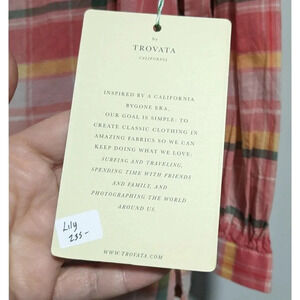 by
TROVATA
CALIFORNIA
INSPIRED BY A CALIFORNIA
BYGONE ERA,
OUR GOAL IS SIMPLE: TO
CREATE CLASSIC CLOTHING IN
AMAZING FABRICS SO WE CAN
KEEP DOING WHAT WE LOVE:
SURFING AND TRAVELING,
SPENDING TIME WITH FRIENDS
AND FAMILY, AND
PHOTOGRAPHING THE WORLD
AROUND US.
Lily
255-
WWW.TROVATA.COM